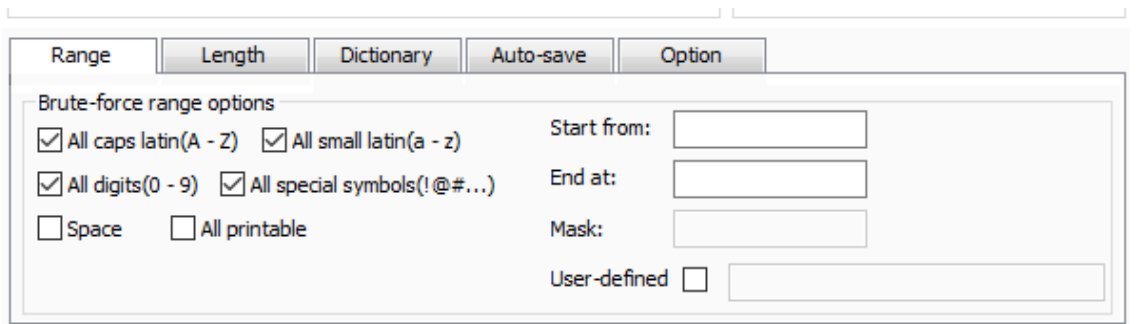 Range Length Dictionary Auto-save Option
Brute-force range options
All caps latin(A - Z) All small latin(a - z) Start from:
All digits(0 - 9) All special symbols(!@#...) End at:
Space All printable Mask:
User-defined